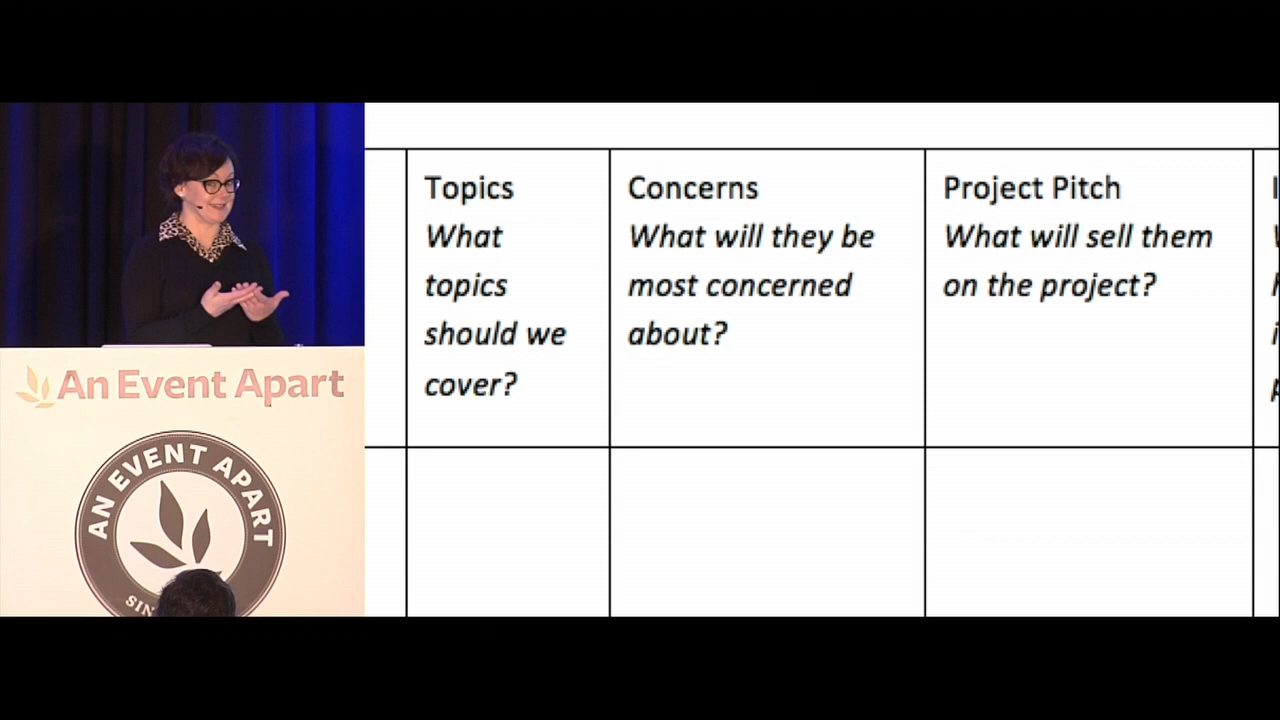 Topics
What
topics
should we
cover?
Concerns
What will they be
most concerned
about?
Project Pitch
What will sell them
on the project?
An Event Apart
AN EVENT APART